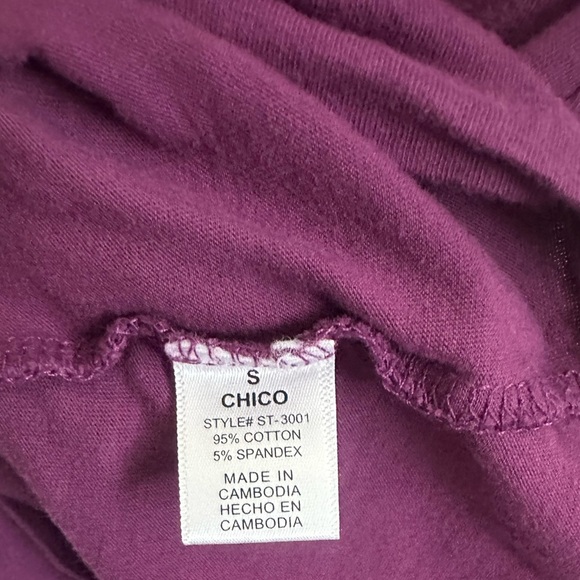 S
CHICO
STYLE# ST-3001
95% COTTON
5% SPANDEX
MADE IN
CAMBODIA
HECHO EN
CAMBODIA